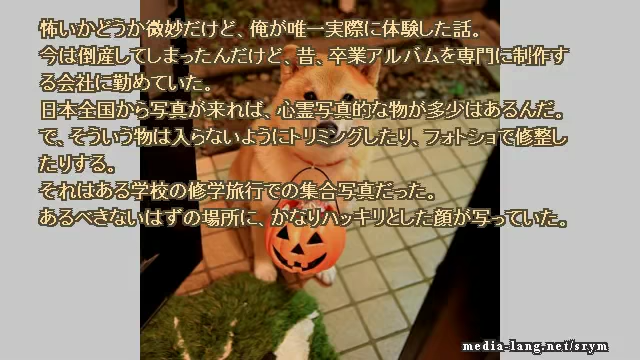 怖いかどうか微妙だけど、俺が唯一実際に体験した話。
今は倒産してしまったんだけど、昔、卒業アルバムを専門に制作す
る会社に勤めていた。
日本全国から写真が来れば、心霊写真的な物が多少はあるんだ。
で、そういう物は入らないようにトリミングしたり、フォトショで修整し
たりする。
それはある学校の修学旅行での集合写真だった。
あるべきないはずの場所に、かなりハッキリとした顔が写っていた。
media-lang.net/srym